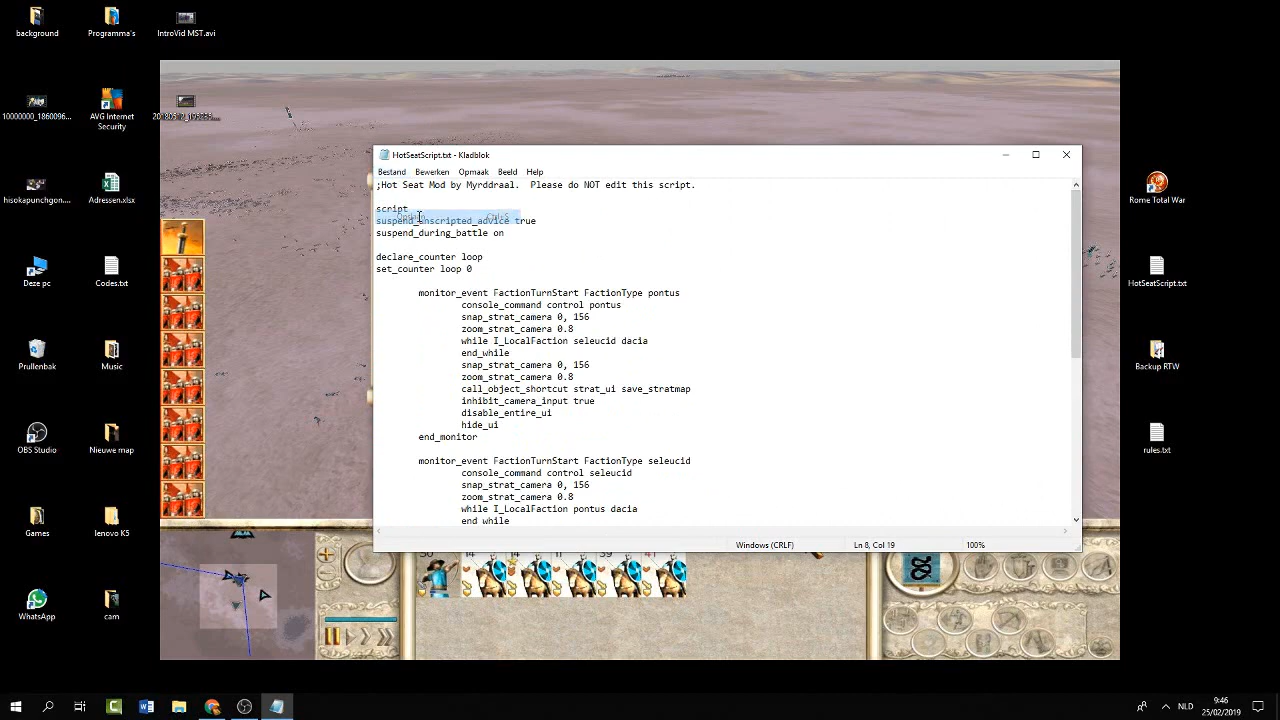 background
Programma's
IntroVid MST.avi
10000000_1860096...
AVG Internet
Security
hisokapunchgon....
Adressen.xlsx
Deze pc
Codes.txt
Prullenbak
Music
OBS Studio
Nieuwe map
Games
lenovo K5
WhatsApp
cam
HotSeatScript.txt - Kladblok
Bestand Bewerken Opmaak Beeld Help
;Hot Seat Mod by Myrddraal. Please do NOT edit this script.
script
suspend_unscripted_advice true
suspend_during_battle on
declare_counter loop
set_counter loop 0
monitor_event FactionTurnStart FactionType pontus
console_command control pontus
snap_strat_camera 0, 156
zoom_strat_camera 0.8
while I_LocalFaction seleucid dacia
end_while
snap_strat_camera 0, 156
zoom_strat_camera 0.8
call_object_shortcut strat_ui save_stratmap
inhibit_camera_input true
disable_entire_ui
hide_ui
end_monitor
monitor_event FactionTurnStart FactionType seleucid
console_command control seleucid
snap_strat_camera 0, 156
zoom_strat_camera 0.8
while I_LocalFaction pontus dacia
end while
Windows (CRLF) Ln 8, Col 19 100%
Rome Total War
HotSeatScript.txt
Backup RTW
rules.txt
NLD
9:46
25/02/2019